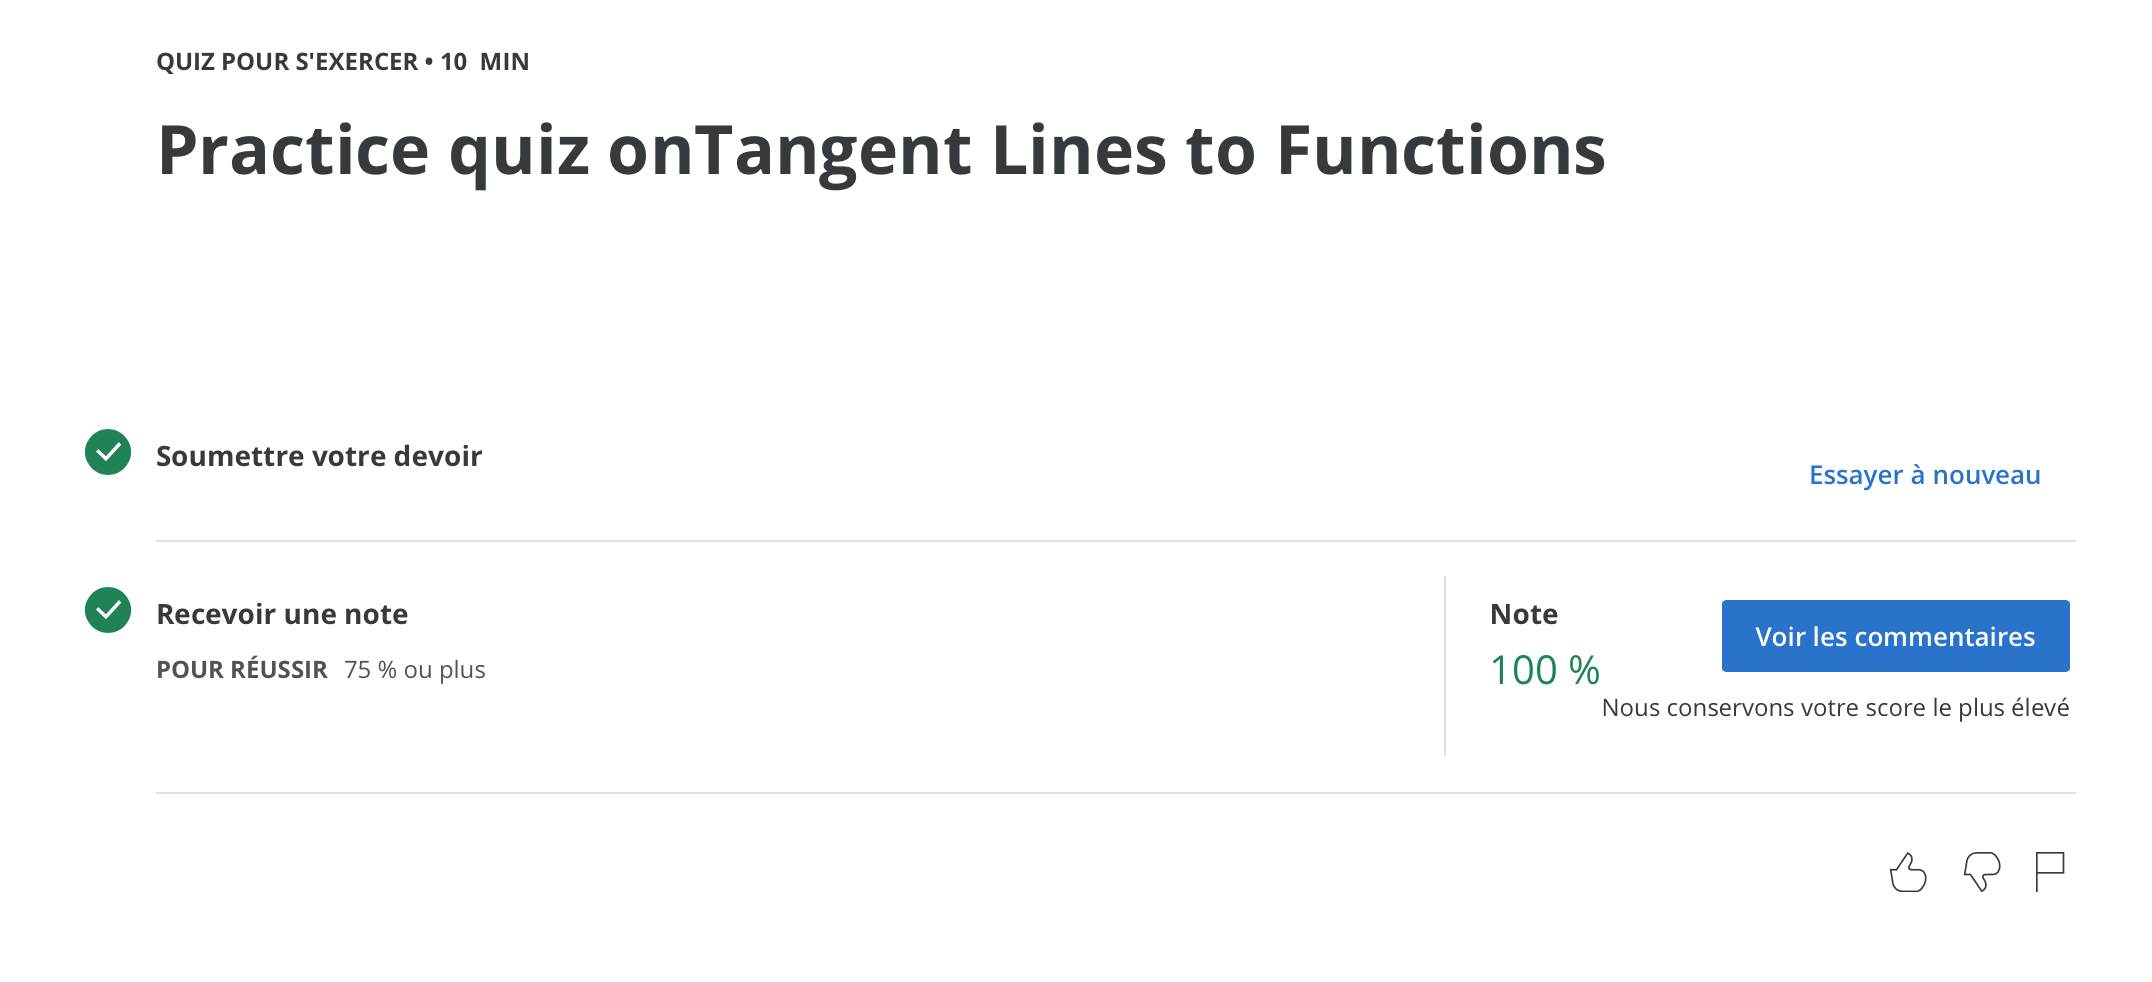 QUIZ POUR S'EXERCER • 10 MIN
Practice quiz onTangent Lines to Functions
Soumettre votre devoir
Essayer à nouveau
Recevoir une note
POUR RÉUSSIR 75 % ou plus
Note
100 %
Voir les commentaires
Nous conservons votre score le plus élevé